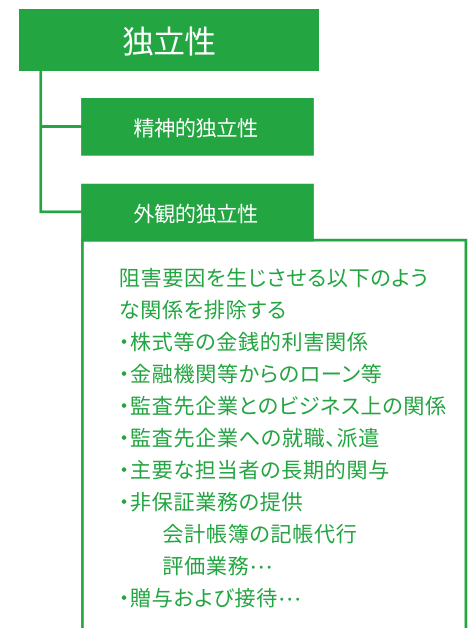 独立性
精神的独立性
外観的独立性
阻害要因を生じさせる以下のよう
な関係を排除する
・株式等の金銭的利害関係
・金融機関等からのローン等
・監査先企業とのビジネス上の関係
・監査先企業への就職、派遣
・主要な担当者の長期的関与
・非保証業務の提供
会計帳簿の記帳代行
評価業務…
・贈与および接待…